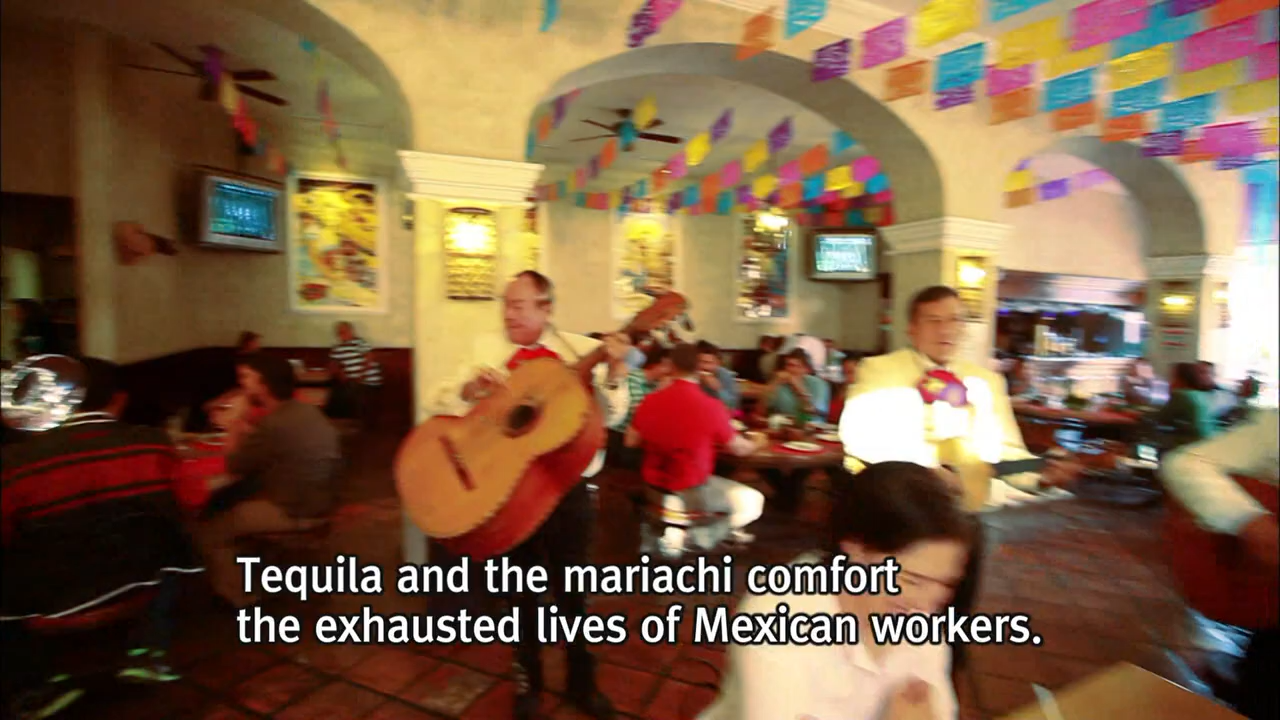 Tequila and the mariachi comfort
the exhausted lives of Mexican workers.